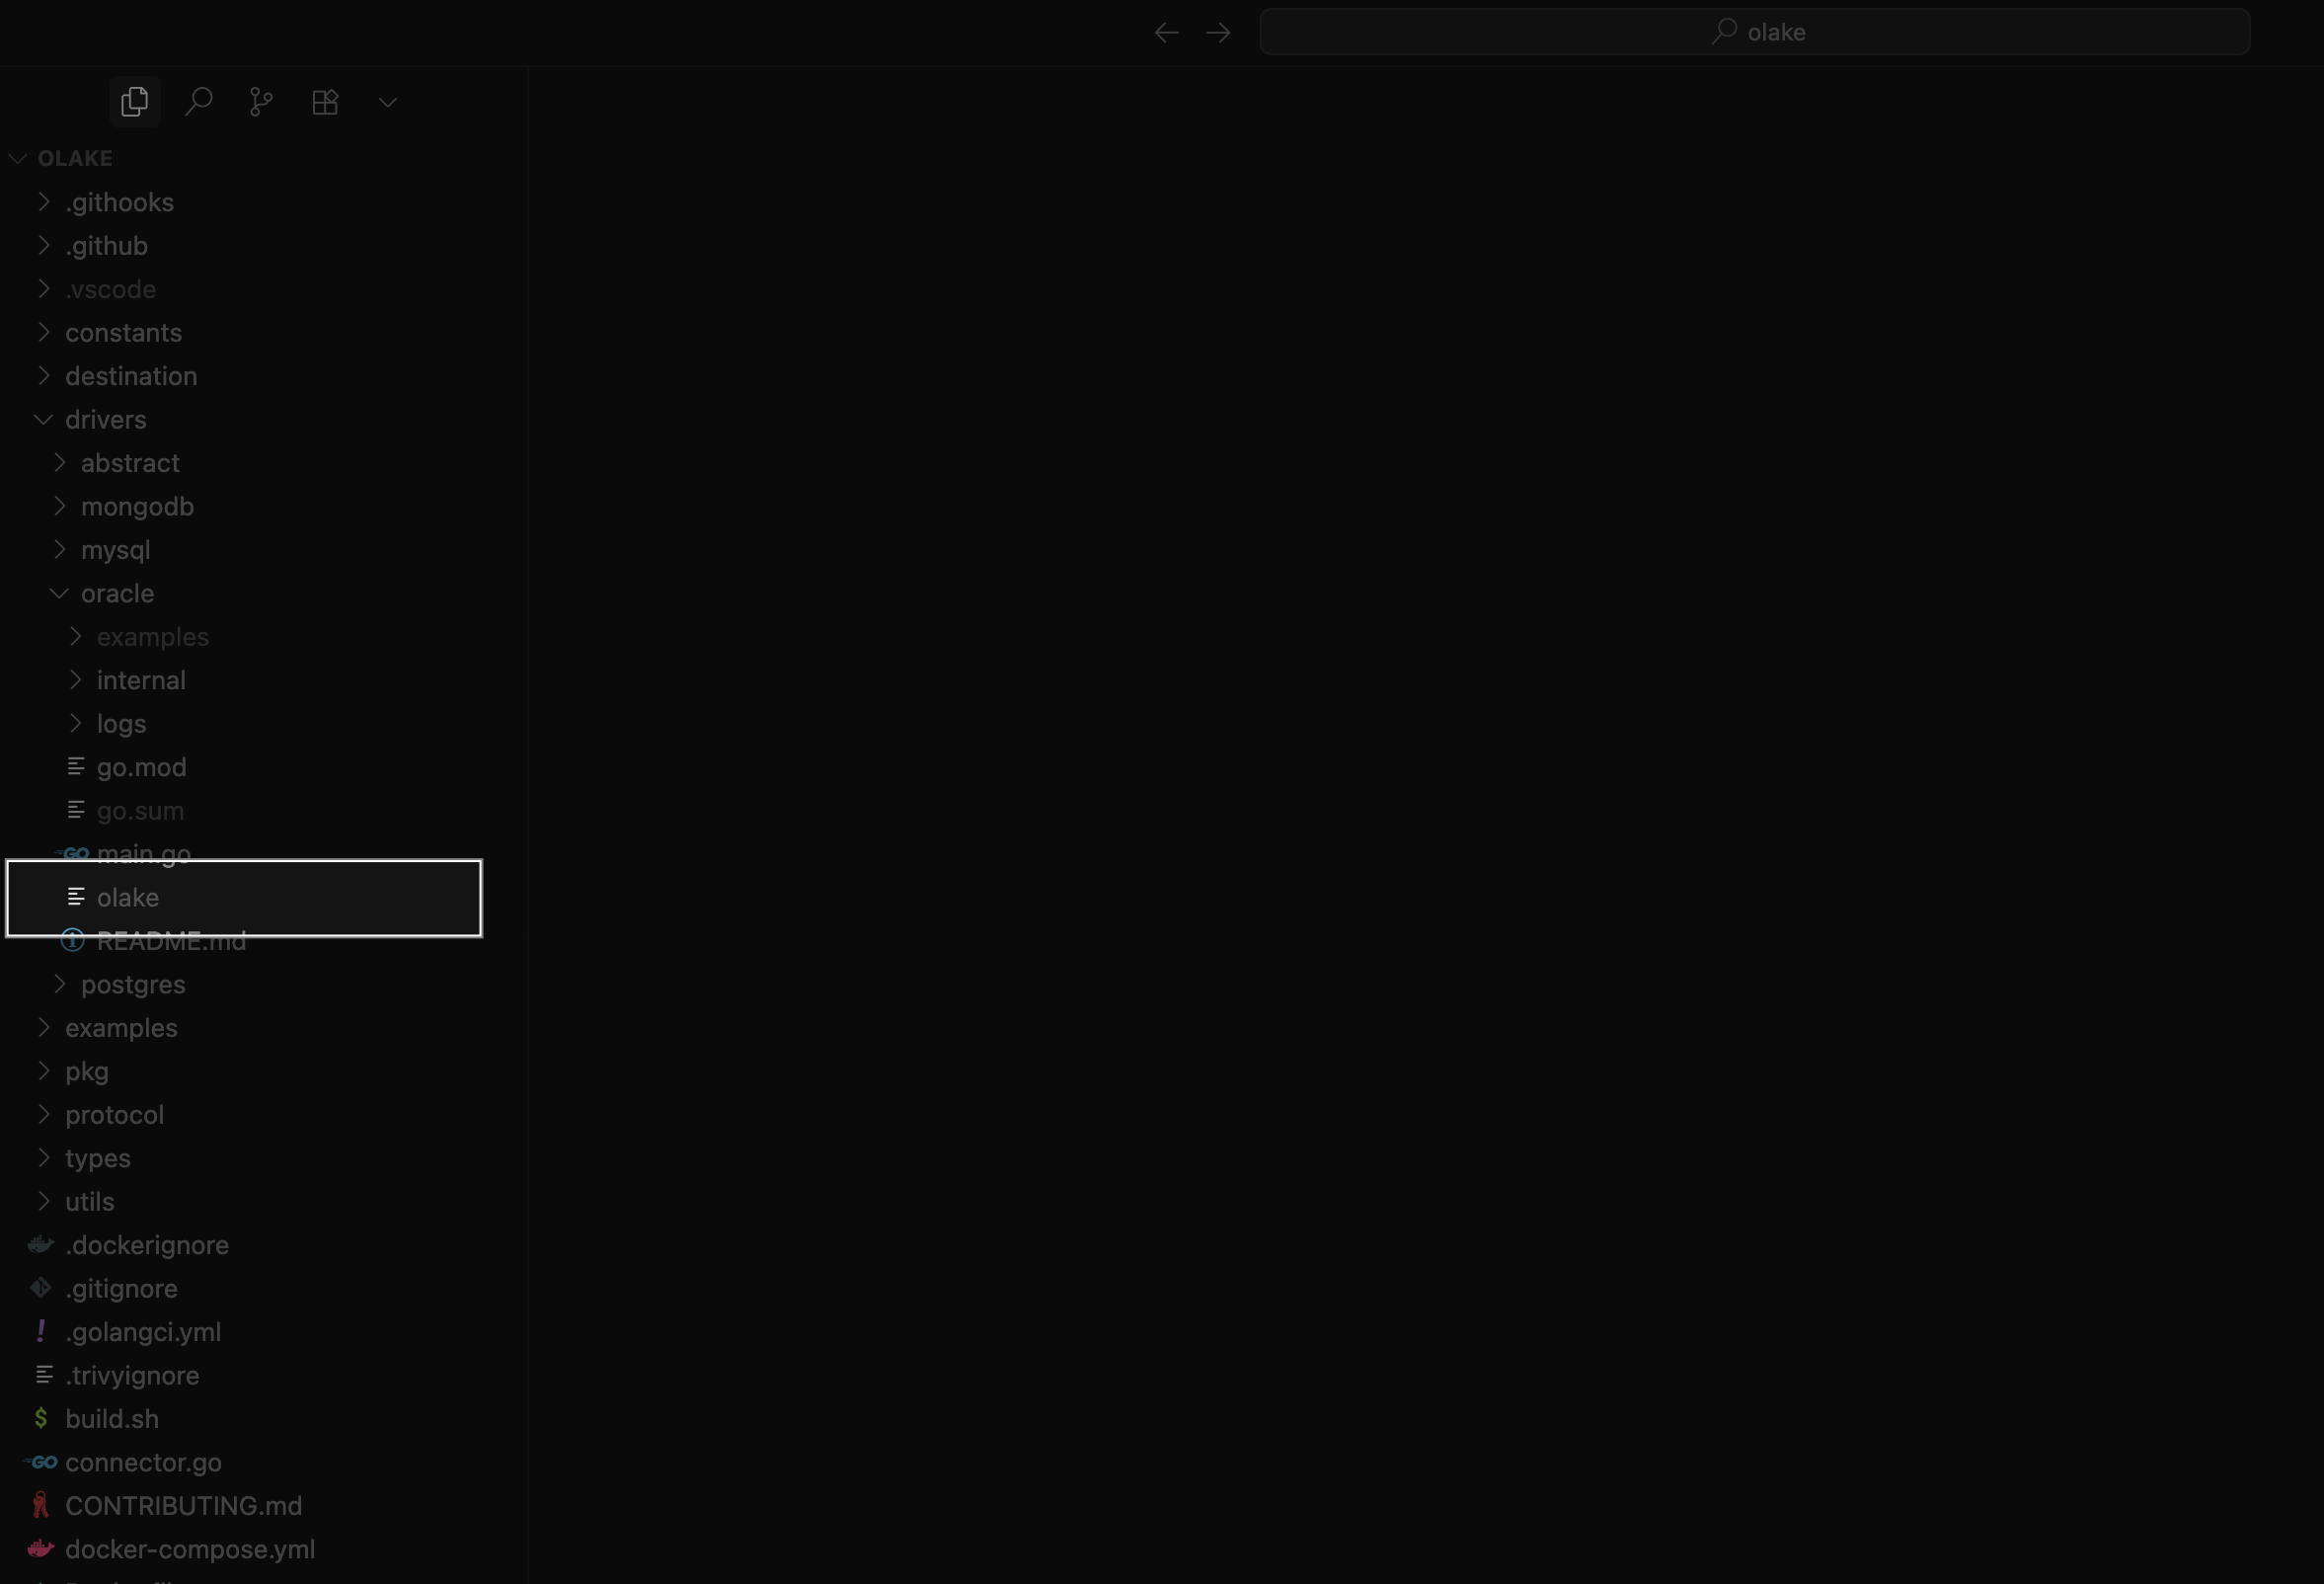 olake
OLAKE
.githooks
.github
.vscode
constants
destination
drivers
abstract
mongodb
mysql
oracle
examples
internal
logs
go.mod
go.sum
GO main.go
olake
README.md
postgres
examples
pkg
protocol
types
utils
.dockerignore
.gitignore
! .golangci.yml
.trivyignore
$ build.sh
GO connector.go
CONTRIBUTING.md
docker-compose.yml